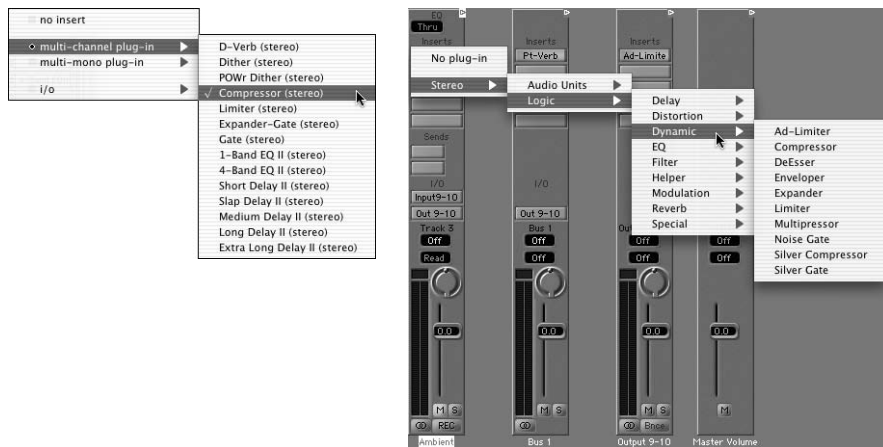 no insert
multi-channel plug-in
multi-mono plug-in
i/o
D-Verb (stereo)
Dither (stereo)
POWr Dither (stereo)
Compressor (stereo)
Limiter (stereo)
Expander-Gate (stereo)
Gate (stereo)
1-Band EQ II (stereo)
4-Band EQ II (stereo)
Short Delay II (stereo)
Slap Delay II (stereo)
Medium Delay II (stereo)
Long Delay II (stereo)
Extra Long Delay II (stereo)
EQ
Thru
Inserts
No plug-in
Stereo
Audio Units
Logic
Delay
Distortion
Dynamic
EQ
Filter
Helper
Modulation
Reverb
Special
Ad-Limiter
Compressor
DeEsser
Enveloper
Expander
Limiter
Multipressor
Noise Gate
Silver Compressor
Silver Gate
Sends
I/O
Input9-10
Out 9-10
Track 3
Off
Read
0.0
M S
REC
Ambient
Inserts
Pt-Verb
I/O
Out 9-10
Bus 1
Off
Off
0.0
M S
Bus 1
Inserts
Ad-Limite
Off
Off
0.0
M S
Bnce
Output 9-10
Off
Off
0.0
M
Master Volume